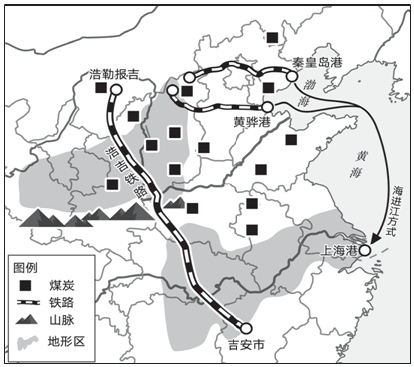 浩勒报吉
秦皇岛港
渤海
黄骅港
浩吉铁路
黄海
海进江方式
上海港
吉安市
图例
煤炭
铁路
山脉
地形区